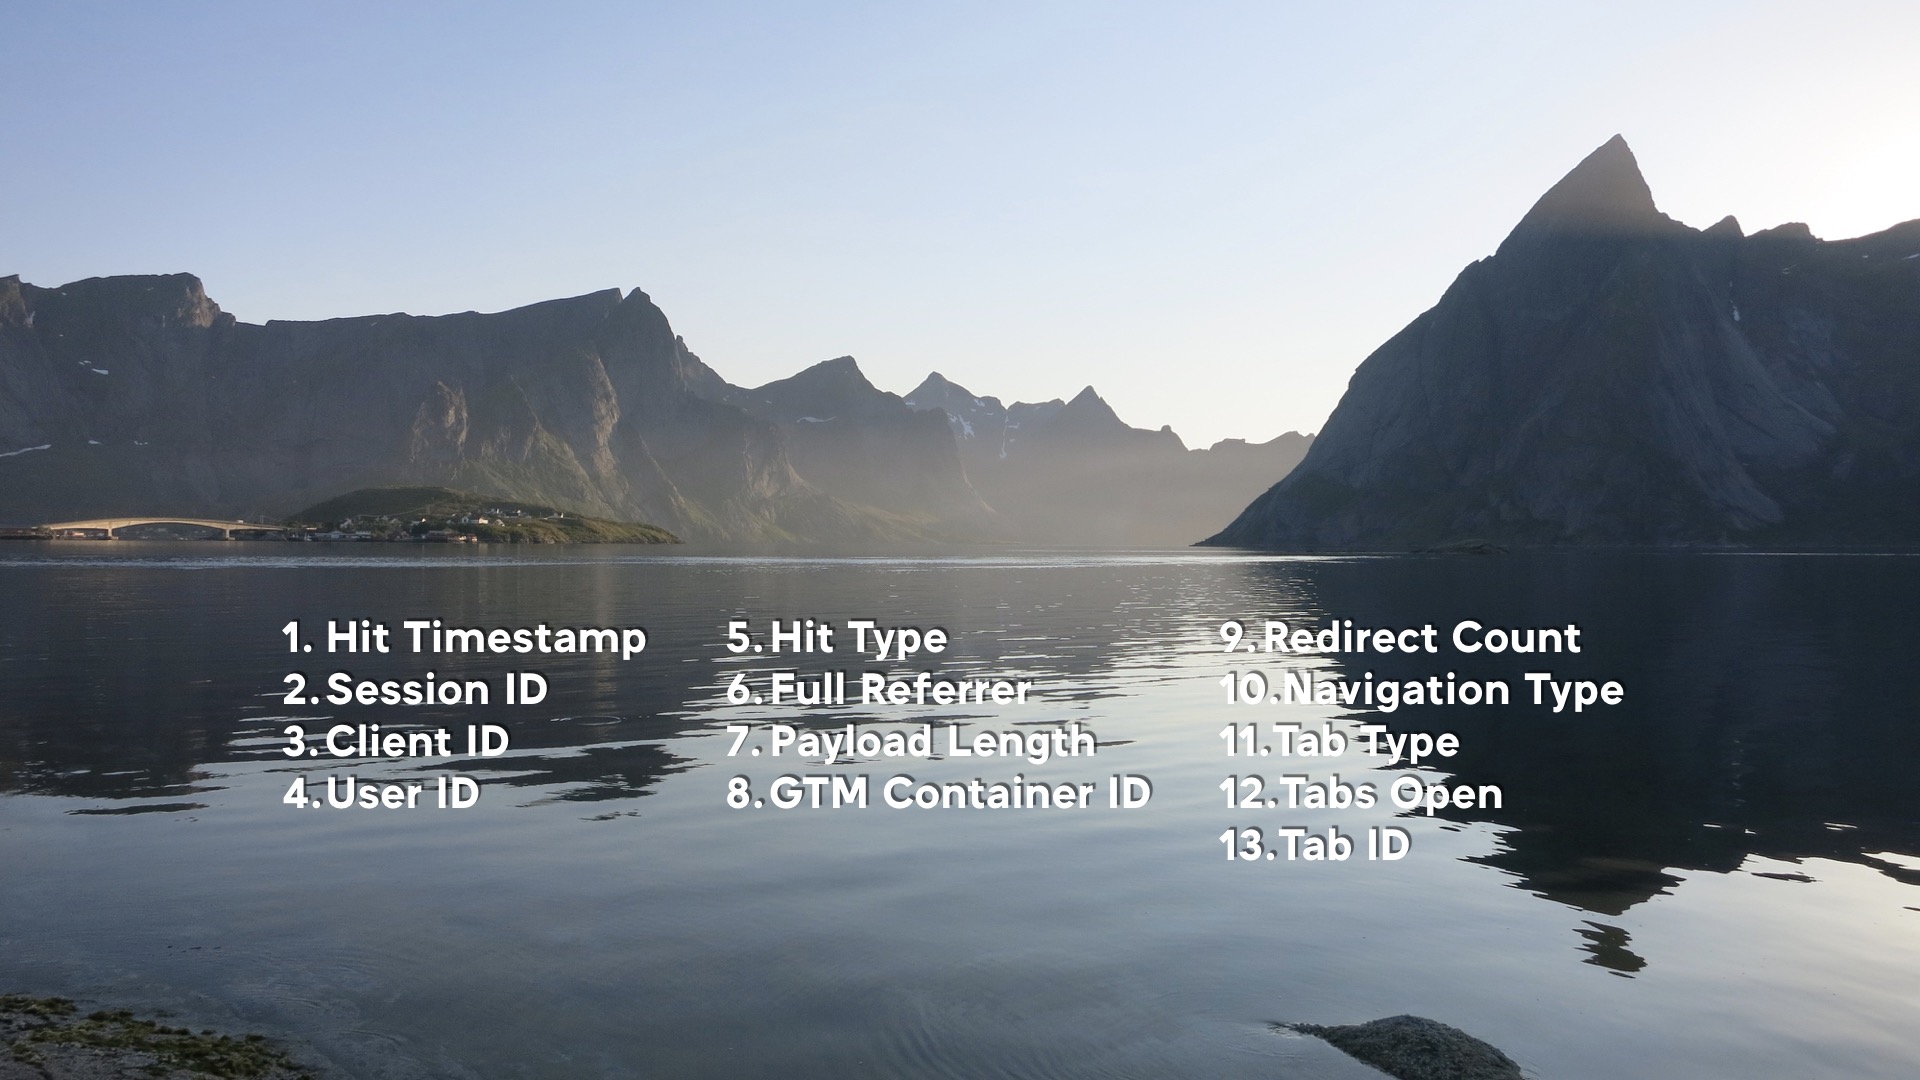 1. Hit Timestamp
2. Session ID
3. Client ID
4. User ID
5. Hit Type
6. Full Referrer
7. Payload Length
8. GTM Container ID
9. Redirect Count
10. Navigation Type
11. Tab Type
12. Tabs Open
13. Tab ID